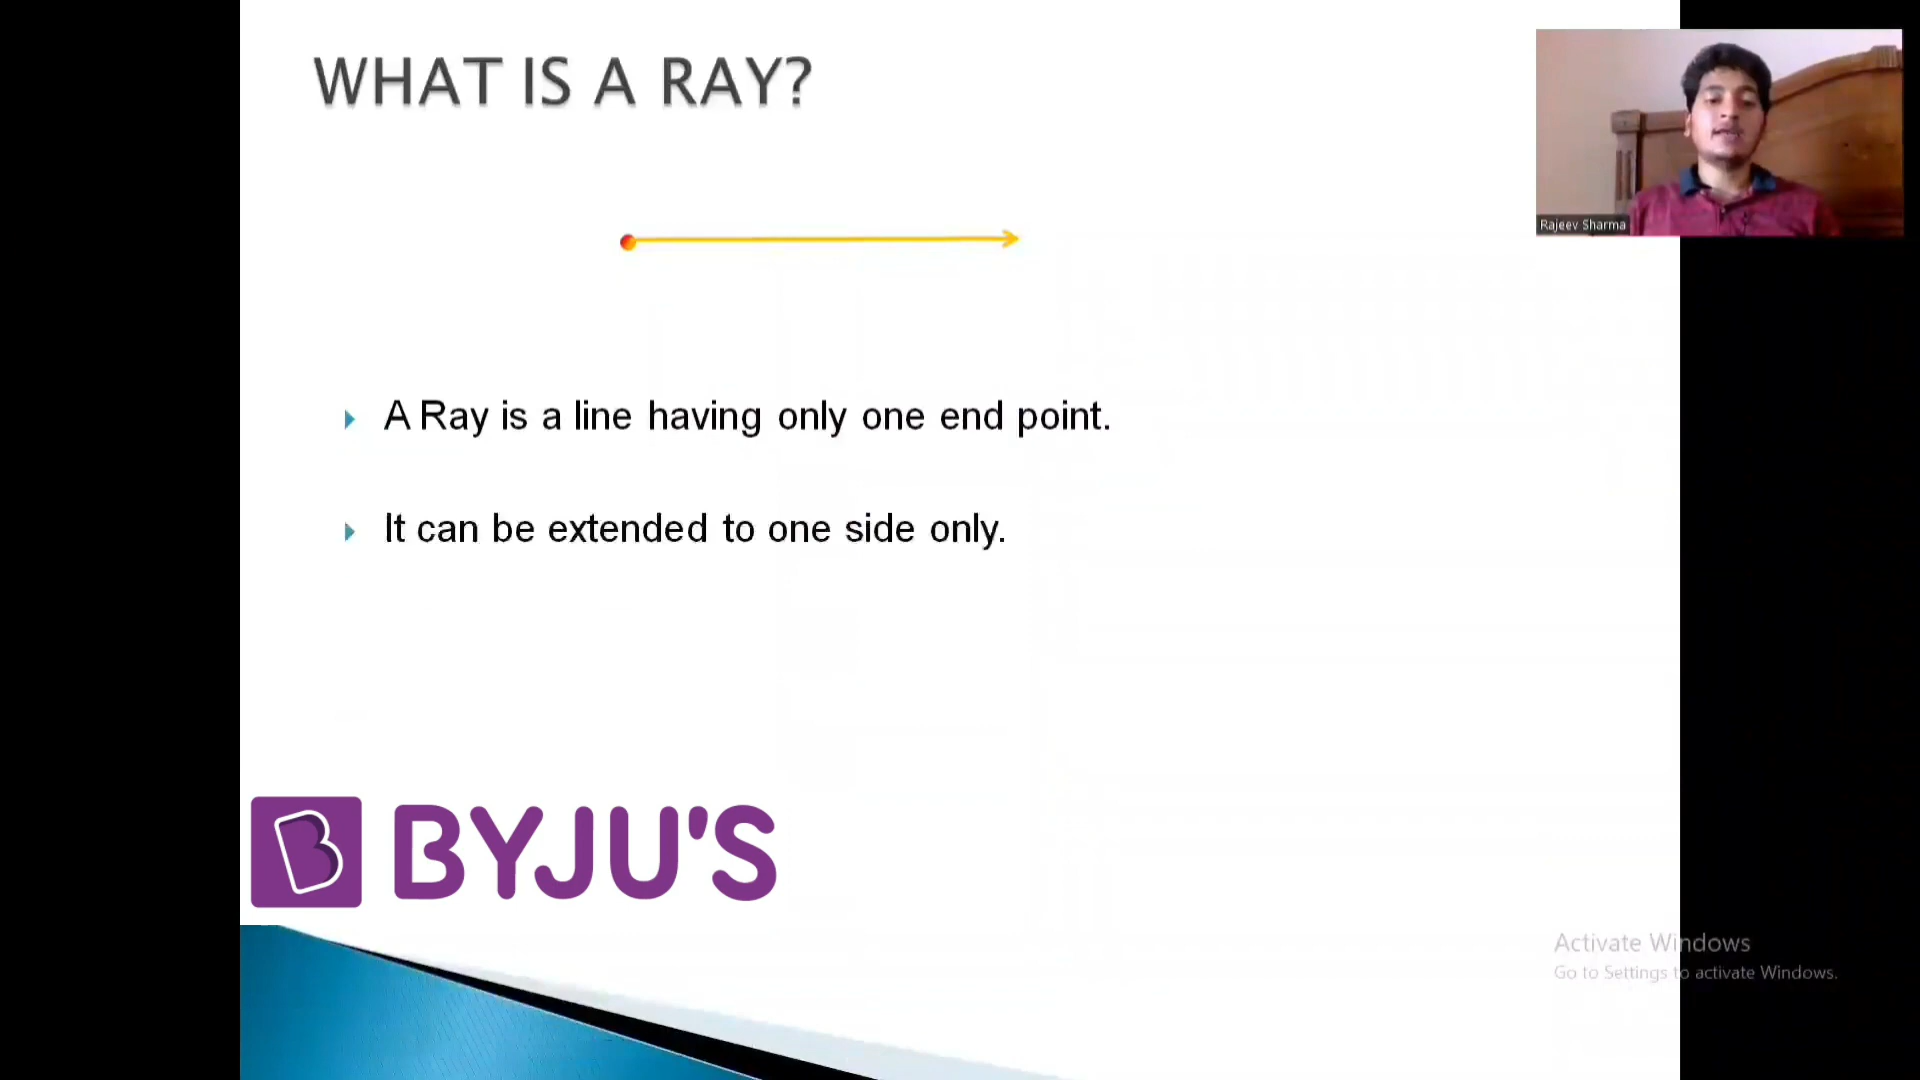 WHAT IS A RAY?
Rajeev Sharma
A Ray is a line having only one end point.
It can be extended to one side only.
B BYJU'S
Activate Windows
Go to Settings to activate Windows.